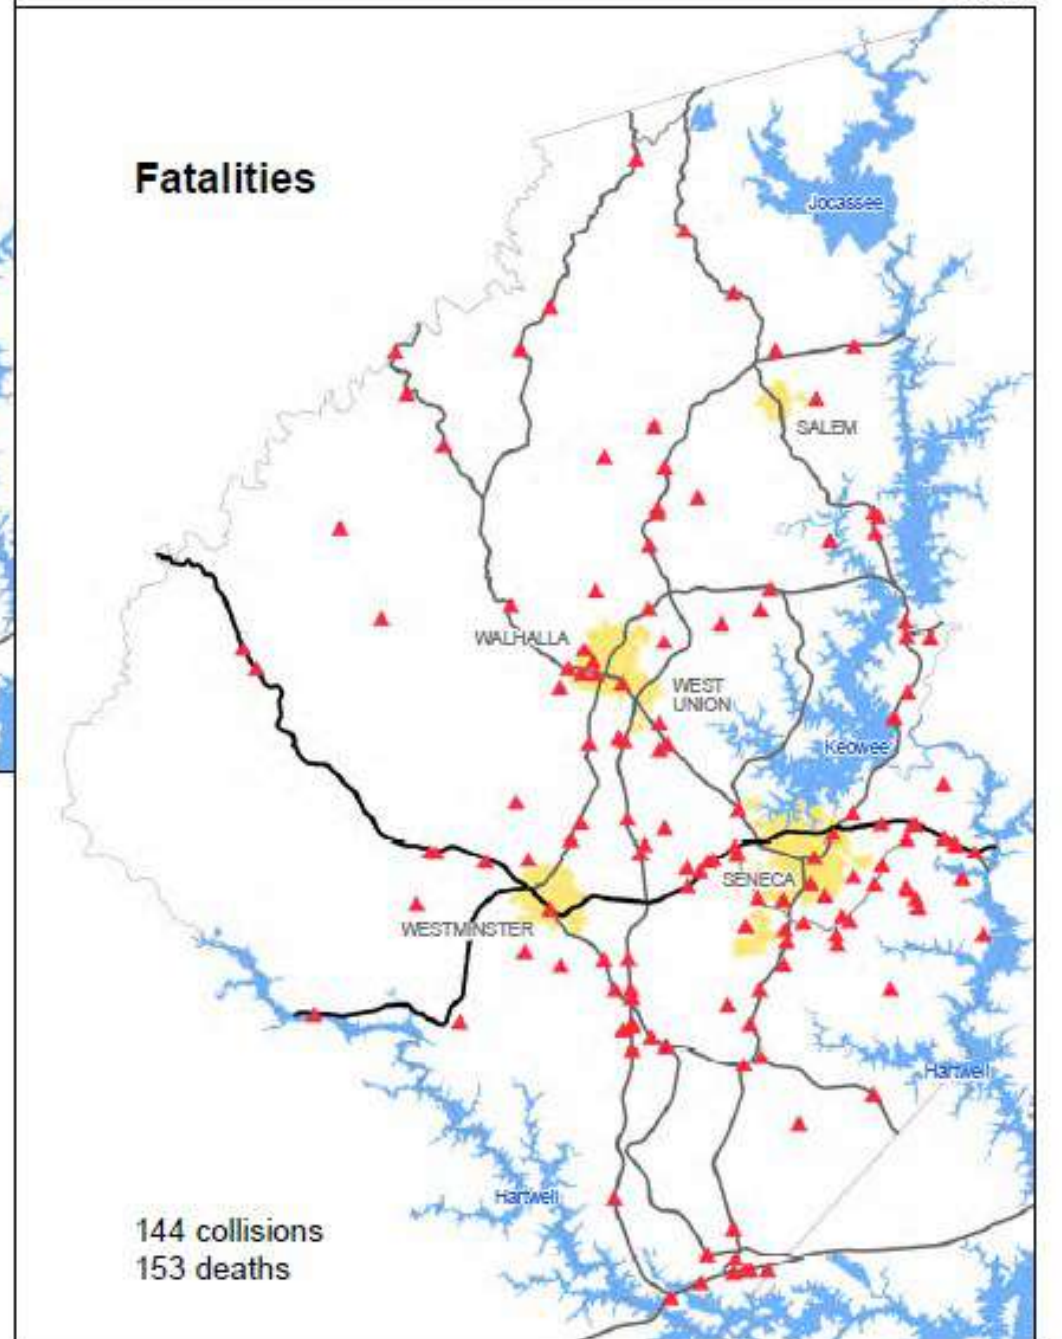 Fatalities
Jocassee
SALEM
WALHALLA
WEST
UNION
Keowee
SENECA
WESTMINSTER
Hartwell
Hartwell
144 collisions
153 deaths